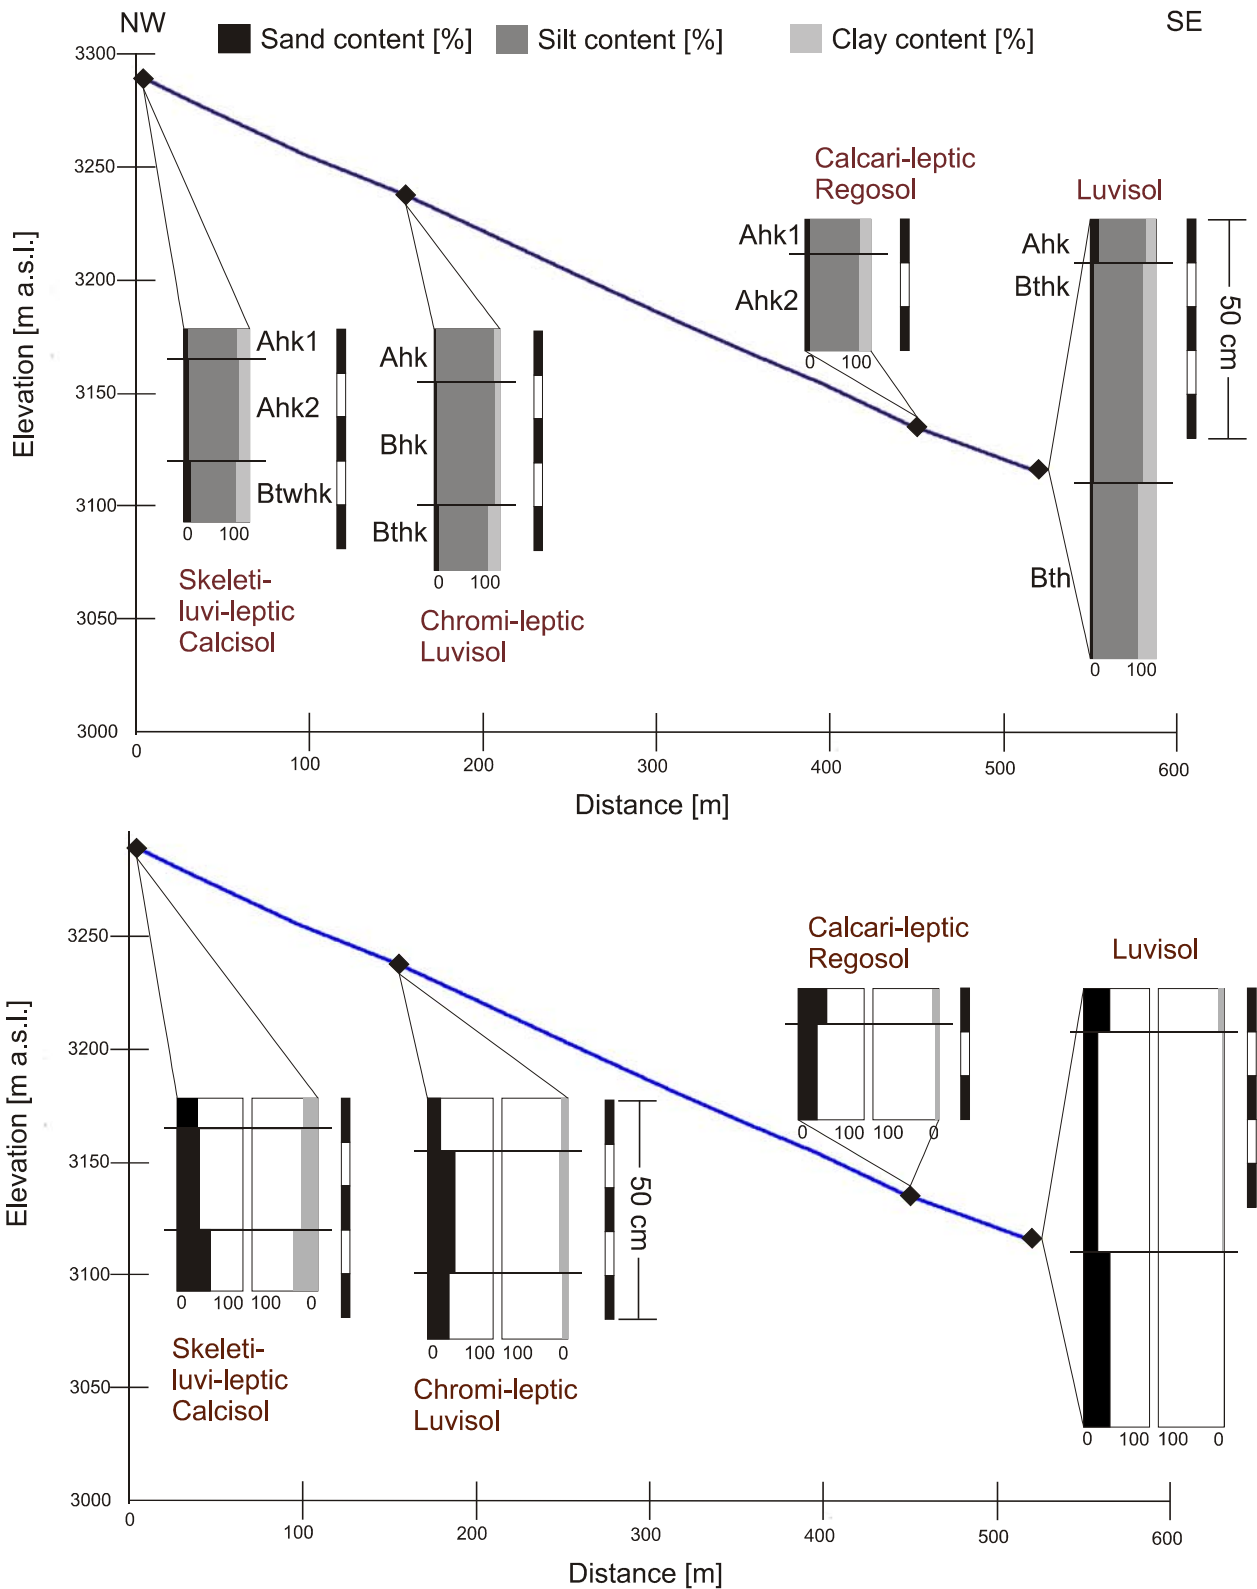 NW
SE
Sand content [%]
Silt content [%]
Clay content [%]
3300
3250
3200
3150
3100
3050
3000
Elevation [m a.s.l.]
Ahk1
Ahk2
Btwhk
0 100
Skeleti-
luvi-leptic
Calcisol
Ahk
Bhk
Bthk
0 100
Chromi-leptic
Luvisol
Calcari-leptic
Regosol
Ahk1
Ahk2
0 100
Luvisol
Ahk
Bthk
Bth
0 100
50 cm
0 100 200 300 400 500 600
Distance [m]
3250
3200
3150
3100
3050
3000
Elevation [m a.s.l.]
0 100 100 0
Skeleti-
luvi-leptic
Calcisol
0 100 100 0
Chromi-leptic
Luvisol
50 cm
Calcari-leptic
Regosol
0 100 100 0
Luvisol
0 100 100 0
0 100 200 300 400 500 600
Distance [m]